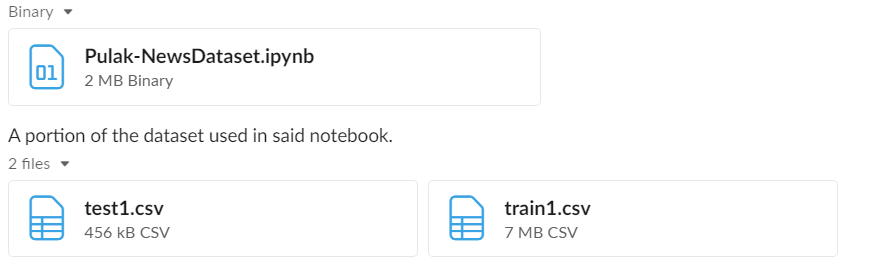 Binary
01
Pulak-NewsDataset.ipynb
2 MB Binary
A portion of the dataset used in said notebook.
2 files
test1.csv
456 kB CSV
train1.csv
7 MB CSV